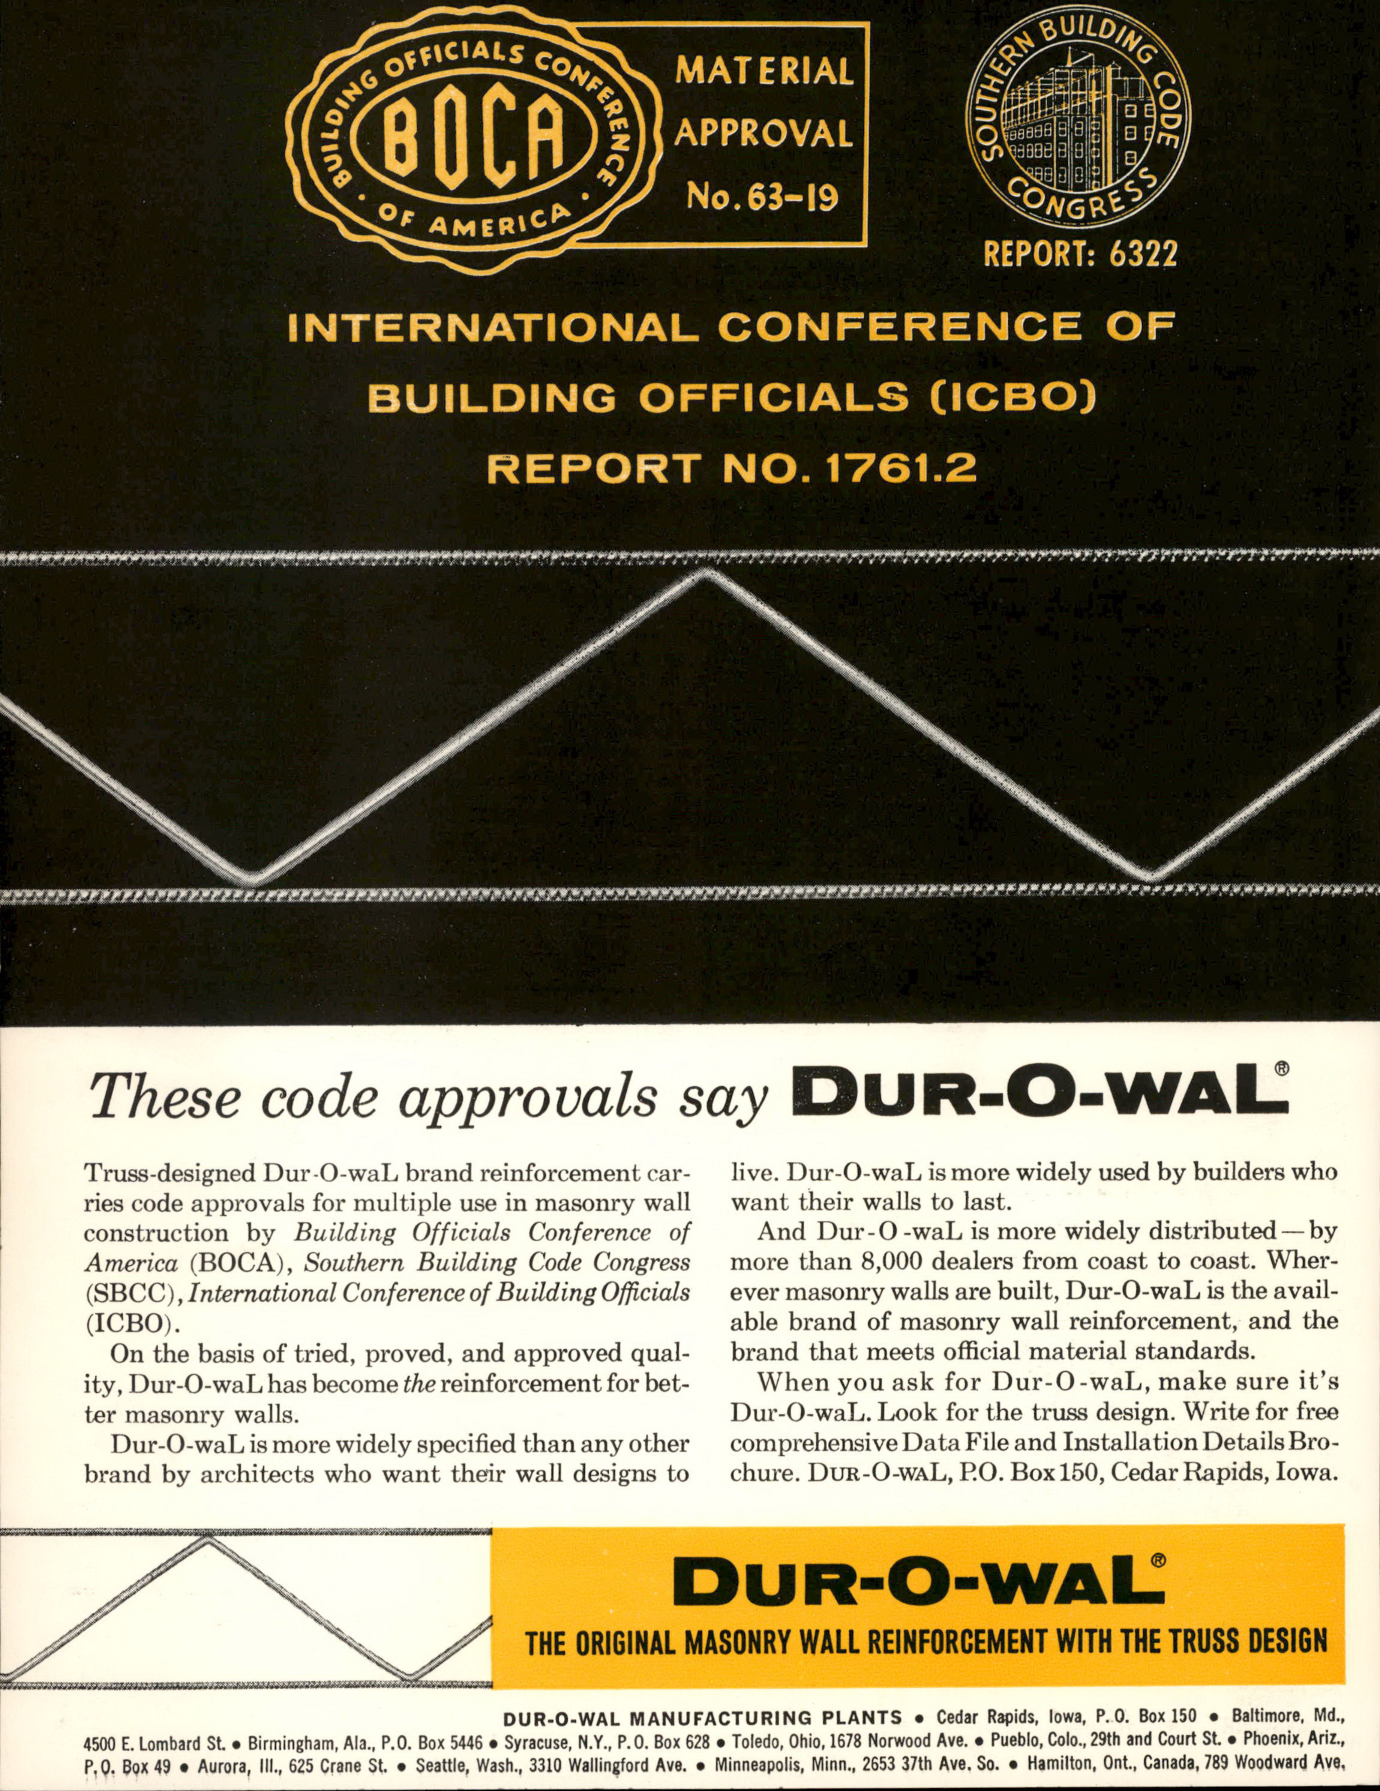 BUILDING OFFICIALS CONFERENCE
BOCA
OF AMERICA
MATERIAL
APPROVAL
No. 63-19
SOUTHERN BUILDING CODE
CONGRESS
REPORT: 6322
INTERNATIONAL CONFERENCE OF
BUILDING OFFICIALS (ICBO)
REPORT NO. 1761.2
These code approvals say DUR-O-WAL®
Truss-designed Dur-O-waL brand reinforcement car-
ries code approvals for multiple use in masonry wall
construction by Building Officials Conference of
America (BOCA), Southern Building Code Congress
(SBCC), International Conference of Building Officials
(ICBO).
On the basis of tried, proved, and approved qual-
ity, Dur-O-waL has become the reinforcement for bet-
ter masonry walls.
Dur-O-waL is more widely specified than any other
brand by architects who want their wall designs to
live. Dur-O-waL is more widely used by builders who
want their walls to last.
And Dur-O-waL is more widely distributed—by
more than 8,000 dealers from coast to coast. Wher-
ever masonry walls are built, Dur-O-waL is the avail-
able brand of masonry wall reinforcement, and the
brand that meets official material standards.
When you ask for Dur-O-waL, make sure it's
Dur-O-waL. Look for the truss design. Write for free
comprehensive Data File and Installation Details Bro-
chure. DUR-O-WAL, P.O. Box 150, Cedar Rapids, Iowa.
DUR-O-WAL®
THE ORIGINAL MASONRY WALL REINFORCEMENT WITH THE TRUSS DESIGN
DUR-O-WAL MANUFACTURING PLANTS • Cedar Rapids, Iowa, P.O. Box 150 • Baltimore, Md.,
4500 E. Lombard St. • Birmingham, Ala., P.O. Box 5446 • Syracuse, N.Y., P.O. Box 628 • Toledo, Ohio, 1678 Norwood Ave. • Pueblo, Colo., 29th and Court St. • Phoenix, Ariz.,
P.O. Box 49 • Aurora, Ill., 625 Crane St. • Seattle, Wash., 3310 Wallingford Ave. • Minneapolis, Minn., 2653 37th Ave. So. • Hamilton, Ont., Canada, 789 Woodward Ave.